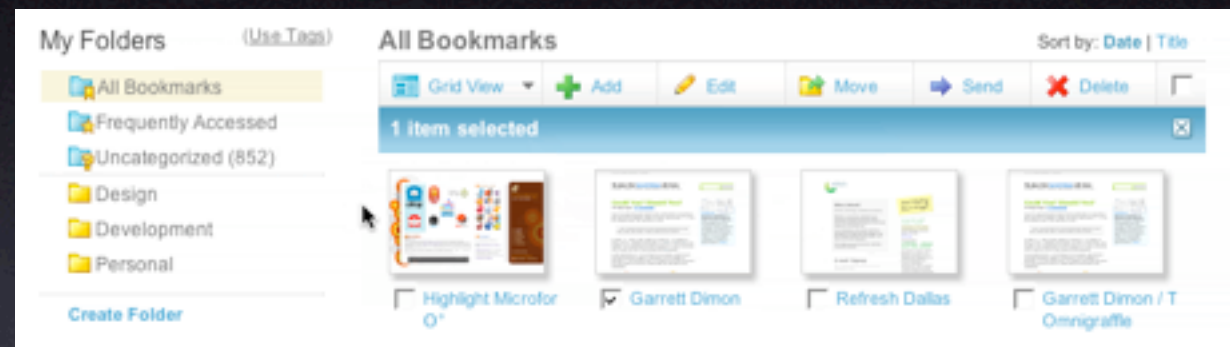 My Folders
(Use Tags)
All Bookmarks
Frequently Accessed
Uncategorized (852)
Design
Development
Personal
Create Folder
All Bookmarks
Sort by: Date | Title
Grid View
Add
Edit
Move
Send
Delete
1 item selected
Highlight Microfor
O°
Garrett Dimon
Refresh Dallas
Garrett Dimon / T
Omnigraffle